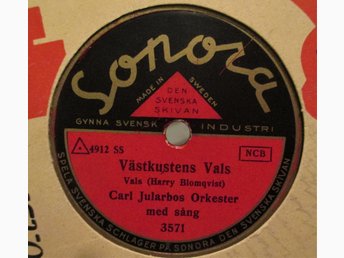 Sonora
MADE IN SWEDEN
DEN
SVENSKA
SKIVAN
GYNNA SVENSK INDUSTRI
4912 SS
NCB
Västkustens Vals
Vals (Harry Blomqvist)
Carl Jularbos Orkester
med sång
3571
SPELA SVENSKA SCHLAGER PÅ SONORA DEN SVENSKA SKIVAN